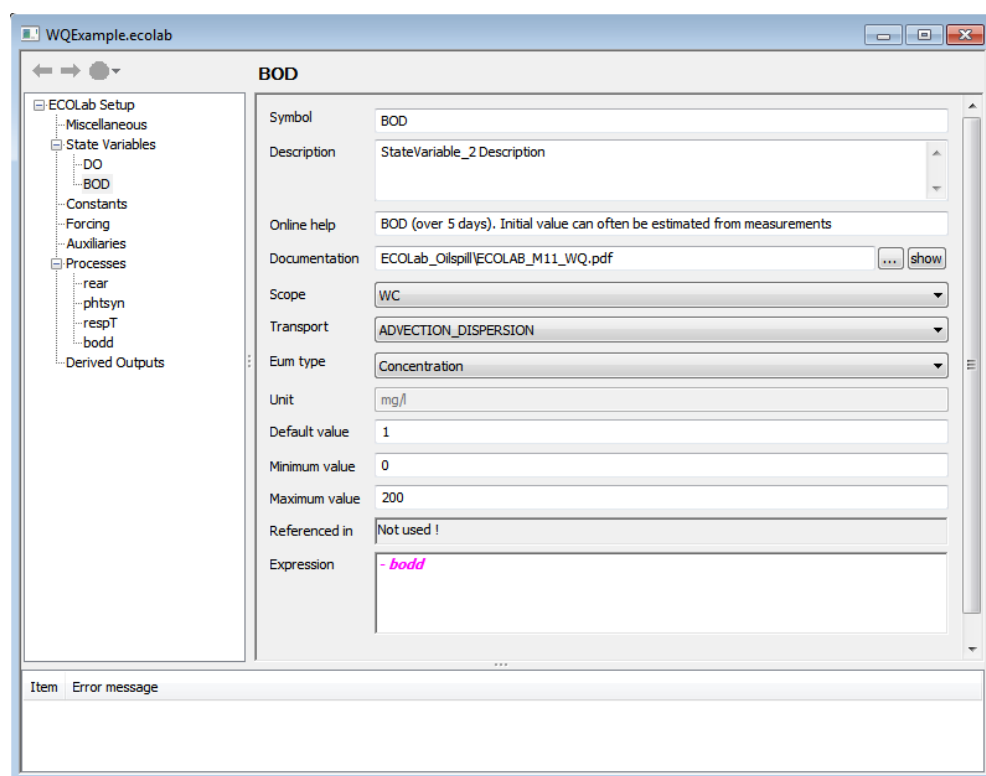 WQExample.ecolab
BOD
ECOLab Setup
Miscellaneous
State Variables
DO
BOD
Constants
Forcing
Auxiliaries
Processes
rear
phtsyn
respT
bodd
Derived Outputs
Symbol BOD
Description StateVariable_2 Description
Online help BOD (over 5 days). Initial value can often be estimated from measurements
Documentation ECOLab_Oilspill\ECOLAB_M11_WQ.pdf ... show
Scope WC
Transport ADVECTION_DISPERSION
Eum type Concentration
Unit mg/l
Default value 1
Minimum value 0
Maximum value 200
Referenced in Not used !
Expression - bodd
Item Error message